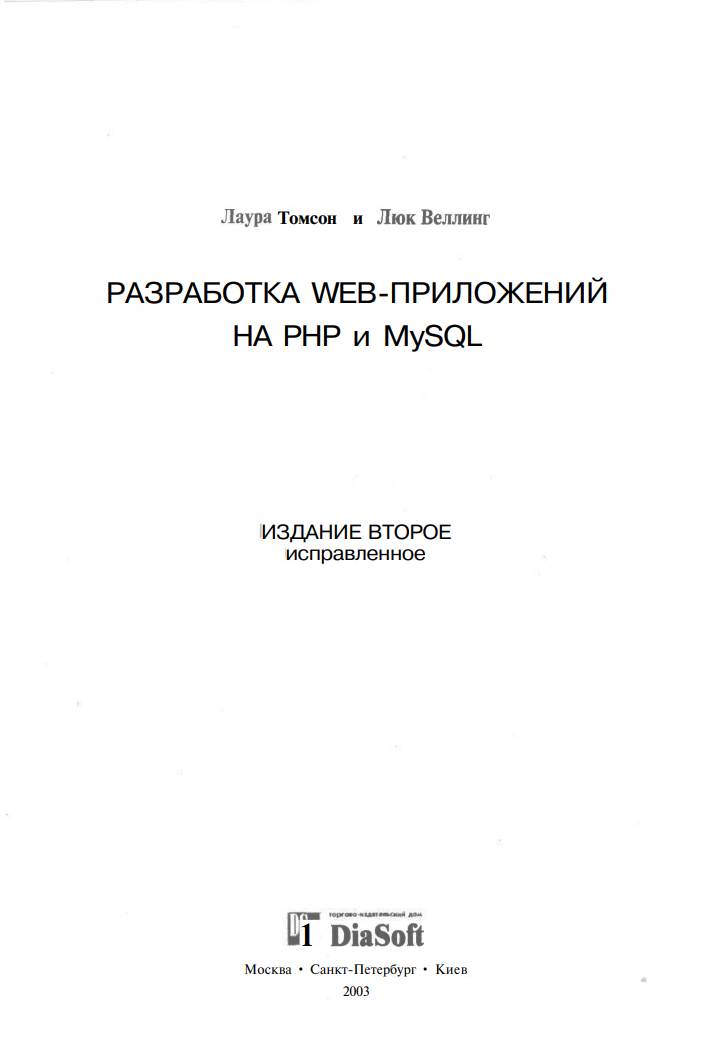 Лаура Томсон и Люк Веллинг
РАЗРАБОТКА WEB-ПРИЛОЖЕНИЙ
НА PHP и MySQL
ИЗДАНИЕ ВТОРОЕ
исправленное
торгово-издательский дом
DiaSoft
Москва • Санкт-Петербург • Киев
2003